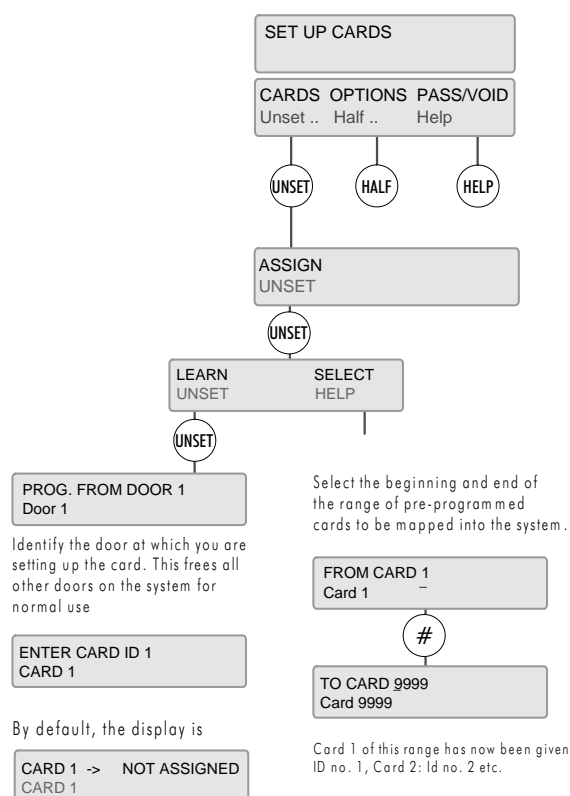 SET UP CARDS
CARDS OPTIONS PASS/VOID
Unset .. Half .. Help
UNSET HALF HELP
ASSIGN
UNSET
UNSET
LEARN SELECT
UNSET HELP
UNSET
PROG. FROM DOOR 1
Door 1
Identify the door at which you are
setting up the card. This frees all
other doors on the system for
normal use
ENTER CARD ID 1
CARD 1
By default, the display is
CARD 1 -> NOT ASSIGNED
CARD 1
Select the beginning and end of
the range of pre-programmed
cards to be mapped into the system.
FROM CARD 1
Card 1
#
TO CARD 9999
Card 9999
Card 1 of this range has now been given
ID no. 1, Card 2: Id no. 2 etc.